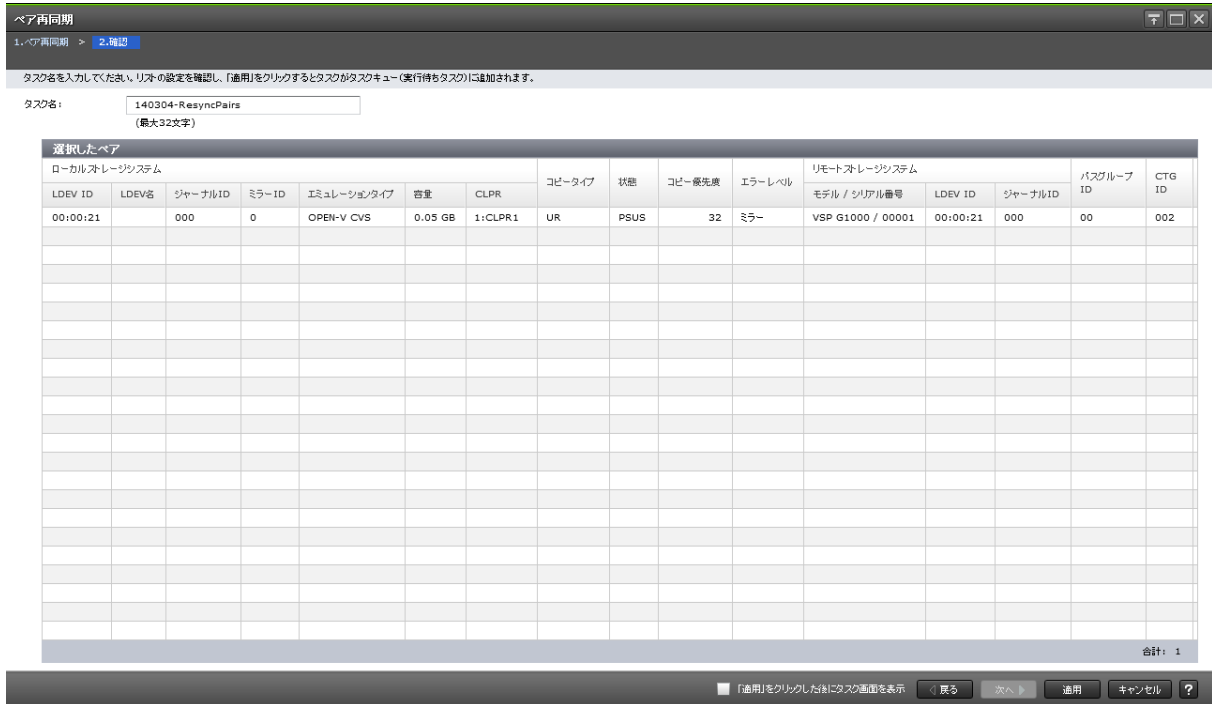 ペア再同期
1.ペア再同期 > 2.確認
タスク名を入力してください。リストの設定を確認し、「適用」をクリックするとタスクがタスクキュー(実行待ちタスク)に追加されます。
タスク名: 140304-ResyncPairs
(最大32文字)
選択したペア
ローカルストレージシステム コピータイプ 状態 コピー優先度 エラーレベル リモートストレージシステム パスグループID CTG ID
LDEV ID LDEV名 ジャーナルID ミラーID エミュレーションタイプ 容量 CLPR モデル / シリアル番号 LDEV ID ジャーナルID
00:00:21 000 0 OPEN-V CVS 0.05 GB 1:CLPR1 UR PSUS 32 ミラー VSP G1000 / 00001 00:00:21 000 00 002
合計: 1
「適用」をクリックした後にタスク画面を表示 戻る 次へ 適用 キャンセル ?